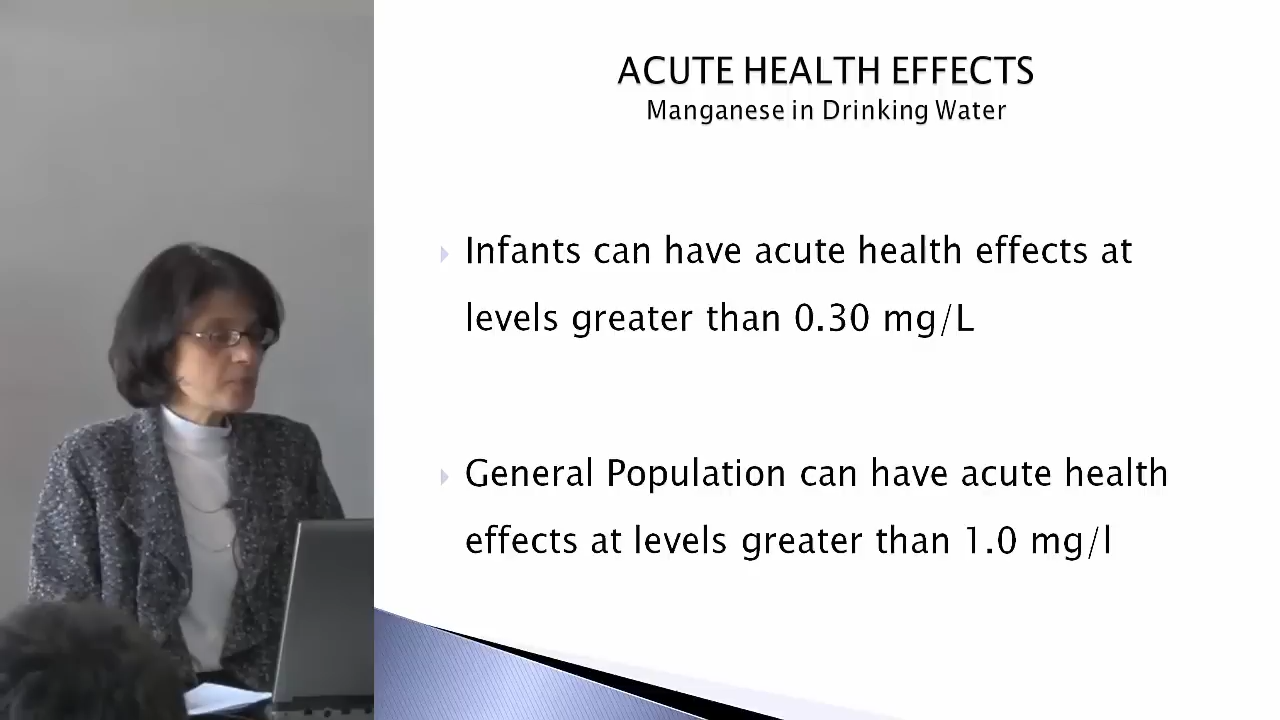 ACUTE HEALTH EFFECTS
Manganese in Drinking Water
Infants can have acute health effects at
levels greater than 0.30 mg/L
General Population can have acute health
effects at levels greater than 1.0 mg/l